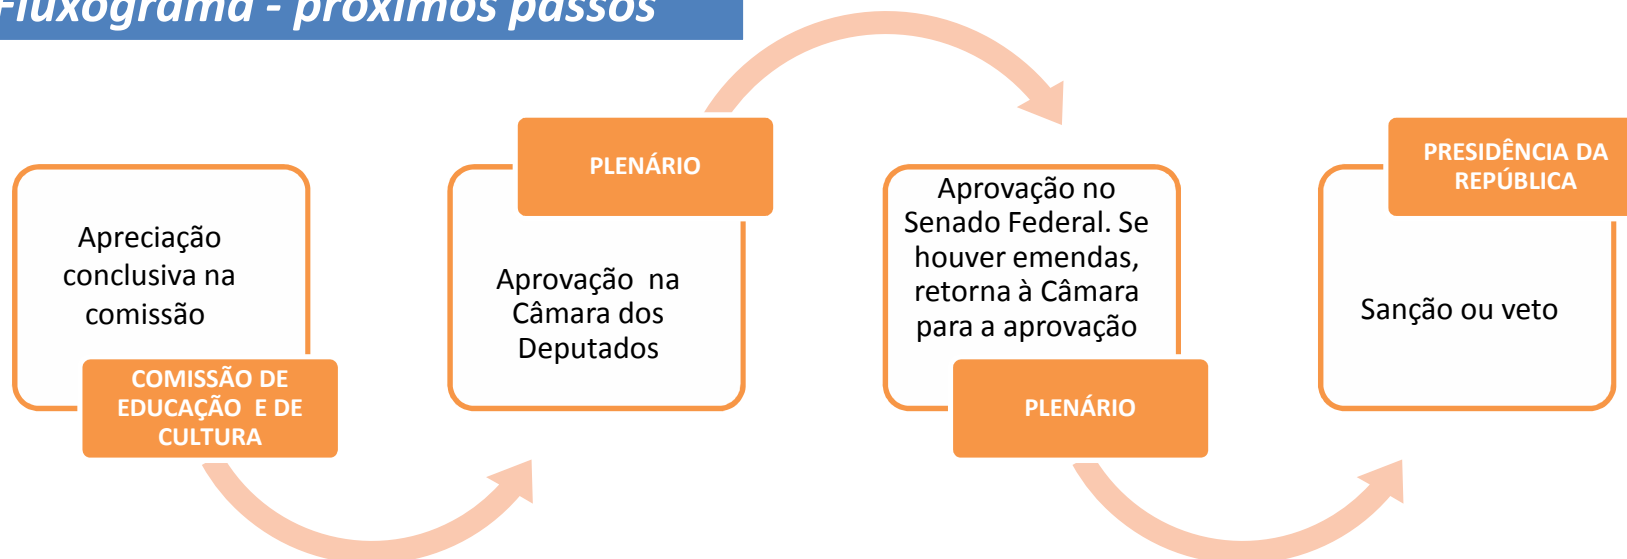 Fluxograma - próximos passos
Apreciação
conclusiva na
comissão
COMISSÃO DE
EDUCAÇÃO E DE
CULTURA
PLENÁRIO
Aprovação na
Câmara dos
Deputados
Aprovação no
Senado Federal. Se
houver emendas,
retorna à Câmara
para a aprovação
PLENÁRIO
PRESIDÊNCIA DA
REPÚBLICA
Sanção ou veto